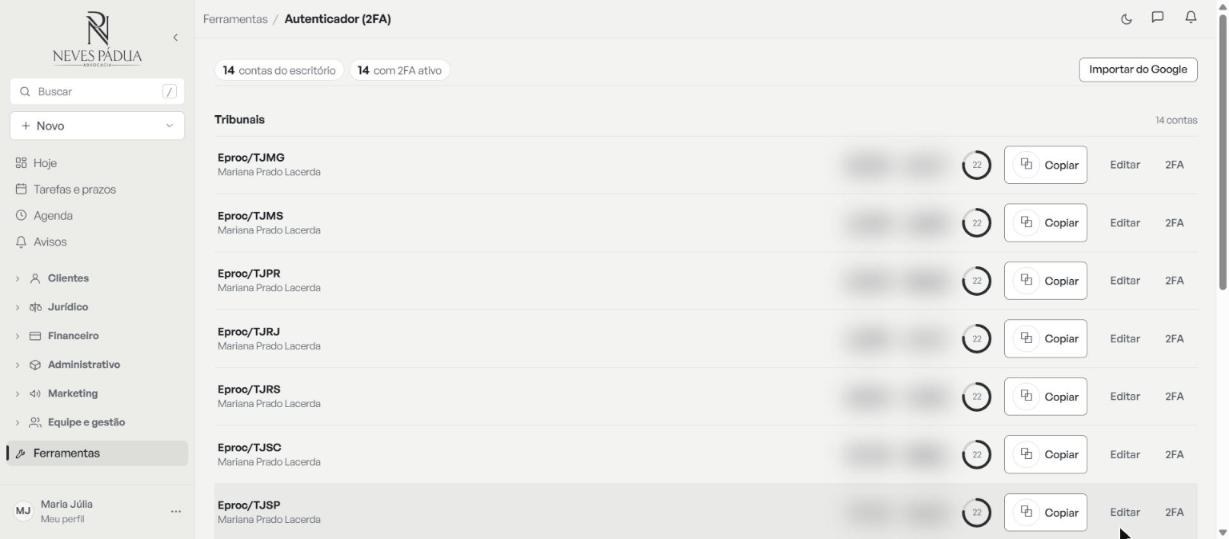 NEVES PÁDUA
ADVOCACIA
Buscar /
+ Novo
Hoje
Tarefas e prazos
Agenda
Avisos
Clientes
Jurídico
Financeiro
Administrativo
Marketing
Equipe e gestão
Ferramentas
MJ
Maria Júlia
Meu perfil
Ferramentas / Autenticador (2FA)
14 contas do escritório 14 com 2FA ativo Importar do Google
Tribunais 14 contas
Eproc/TJMG
Mariana Prado Lacerda
22 Copiar Editar 2FA
Eproc/TJMS
Mariana Prado Lacerda
22 Copiar Editar 2FA
Eproc/TJPR
Mariana Prado Lacerda
22 Copiar Editar 2FA
Eproc/TJRJ
Mariana Prado Lacerda
22 Copiar Editar 2FA
Eproc/TJRS
Mariana Prado Lacerda
22 Copiar Editar 2FA
Eproc/TJSC
Mariana Prado Lacerda
22 Copiar Editar 2FA
Eproc/TJSP
Mariana Prado Lacerda
22 Copiar Editar 2FA